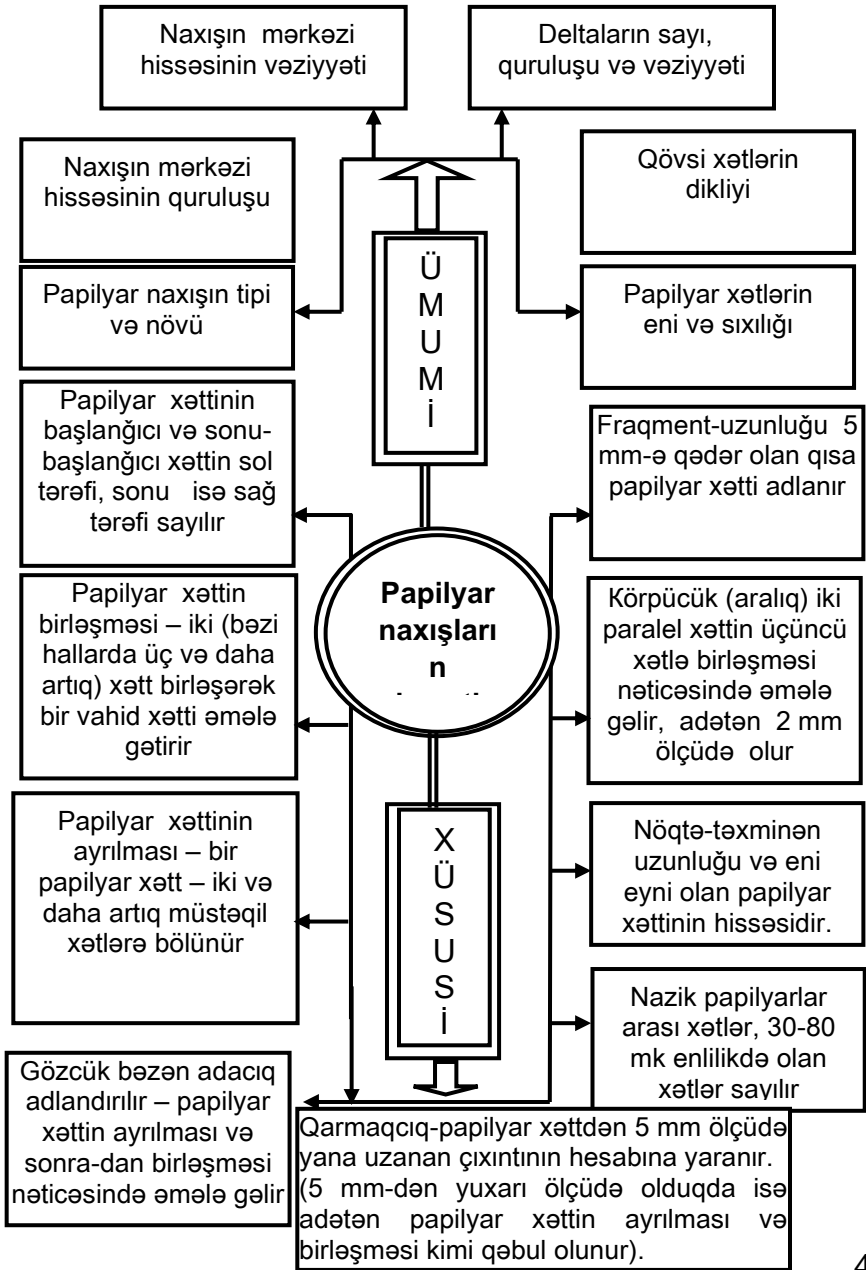 Naxışın mərkəzi
hissəsinin vəziyyəti
Deltaların sayı,
quruluşu və vəziyyəti
Naxışın mərkəzi
hissəsinin quruluşu
Qövsi xətlərin
dikliyi
Ü
M
U
M
İ
Papilyar naxışın tipi
və növü
Papilyar xətlərin
eni və sıxılığı
Papilyar xəttinin
başlanğıcı və sonu-
başlanğıcı xəttin sol
tərəfi, sonu isə sağ
tərəfi sayılır
Fraqment-uzunluğu 5
mm-ə qədər olan qısa
papilyar xətti adlanır
Papilyar
naxışları
n
Papilyar xəttin
birləşməsi – iki (bəzi
hallarda üç və daha
artıq) xətt birləşərək
bir vahid xətti əmələ
gətirir
Körpücük (aralıq) iki
paralel xəttin üçüncü
xətlə birləşməsi
nəticəsində əmələ
gəlir, adətən 2 mm
ölçüdə olur
Papilyar xəttinin
ayrılması – bir
papilyar xətt – iki və
daha artıq müstəqil
xətlərə bölünür
X
Ü
S
U
S
İ
Nöqtə-təxminən
uzunluğu və eni
eyni olan papilyar
xəttinin hissəsidir.
Nazik papilyarlar
arası xətlər, 30-80
mk enlilikdə olan
xətlər sayılır
Gözcük bəzən adacıq
adlandırılır – papilyar
xəttin ayrılması və
sonra-dan birləşməsi
nəticəsində əmələ gəlir
Qarmaqcıq-papilyar xəttdən 5 mm ölçüdə
yana uzanan çıxıntının hesabına yaranır.
(5 mm-dən yuxarı ölçüdə olduqda isə
adətən papilyar xəttin ayrılması və
birləşməsi kimi qəbul olunur).